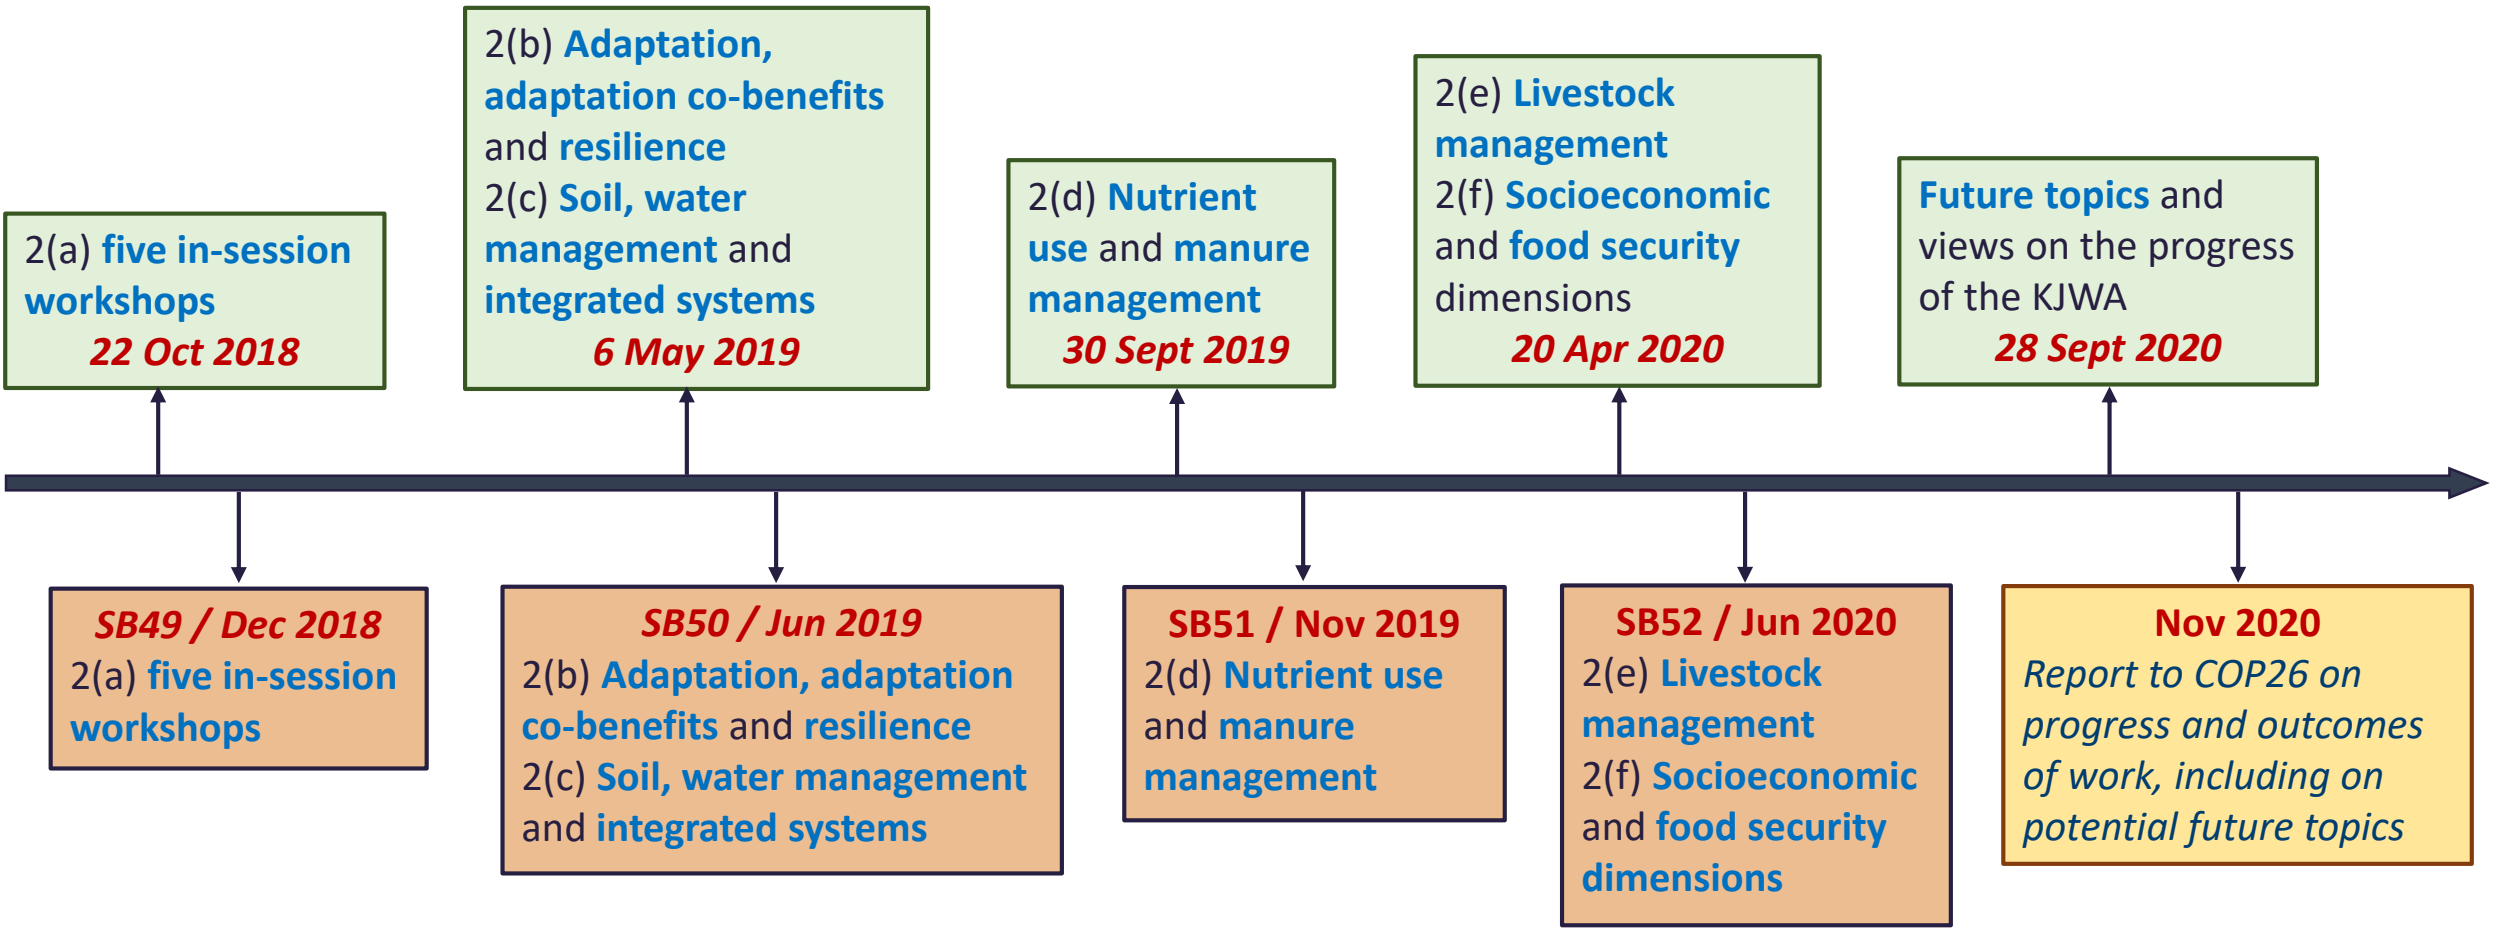 2(a) five in-session
workshops
22 Oct 2018
2(b) Adaptation,
adaptation co-benefits
and resilience
2(c) Soil, water
management and
integrated systems
6 May 2019
2(d) Nutrient
use and manure
management
30 Sept 2019
2(e) Livestock
management
2(f) Socioeconomic
and food security
dimensions
20 Apr 2020
Future topics and
views on the progress
of the KJWA
28 Sept 2020
SB49 / Dec 2018
2(a) five in-session
workshops
SB50 / Jun 2019
2(b) Adaptation, adaptation
co-benefits and resilience
2(c) Soil, water management
and integrated systems
SB51 / Nov 2019
2(d) Nutrient use
and manure
management
SB52 / Jun 2020
2(e) Livestock
management
2(f) Socioeconomic
and food security
dimensions
Nov 2020
Report to COP26 on
progress and outcomes
of work, including on
potential future topics